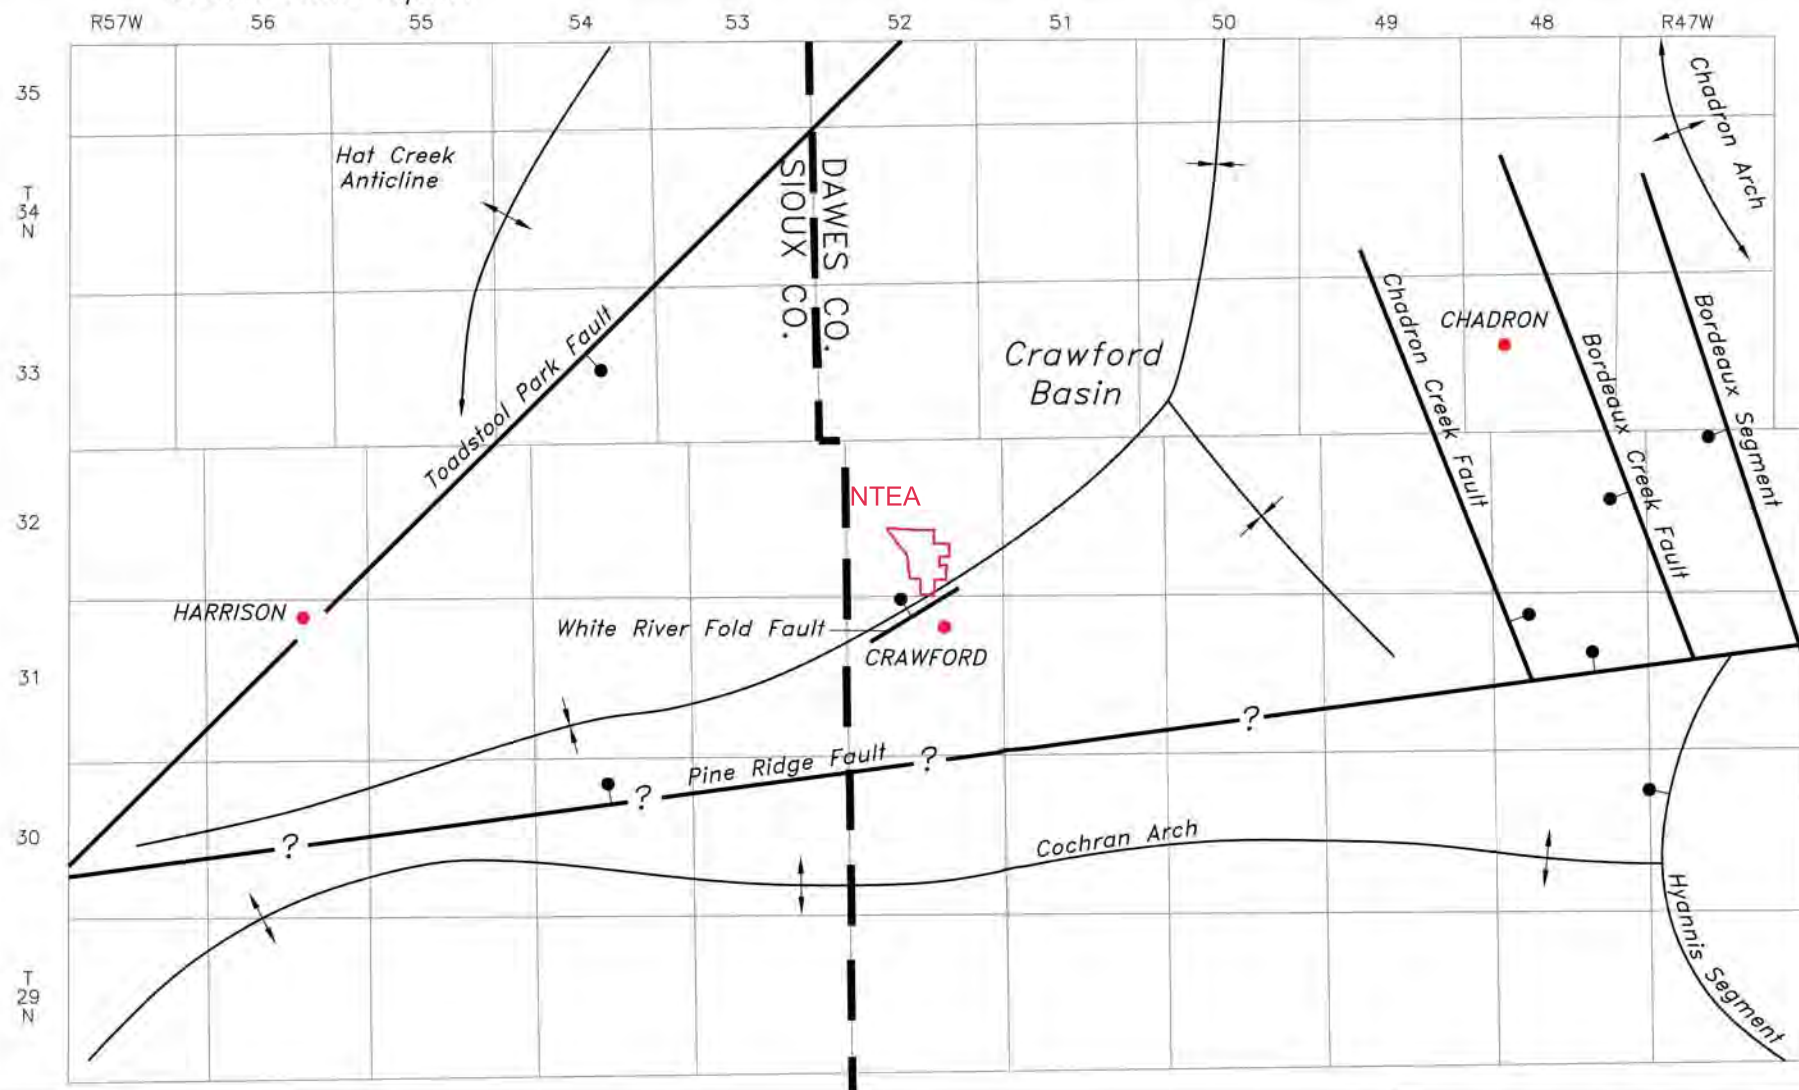 R57W 56 55 54 53 52 51 50 49 48 R47W
35
T
34
N
33
32
31
30
T
29
N
Hat Creek
Anticline
Toadstool Park Fault
DAWES CO.
SIOUX CO.
Crawford
Basin
Chadron Arch
CHADRON
Chadron Creek Fault
Bordeaux Creek Fault
Bordeaux Segment
NTEA
HARRISON
White River Fold Fault
CRAWFORD
Pine Ridge Fault
?
?
?
?
Cochran Arch
Hyannis Segment